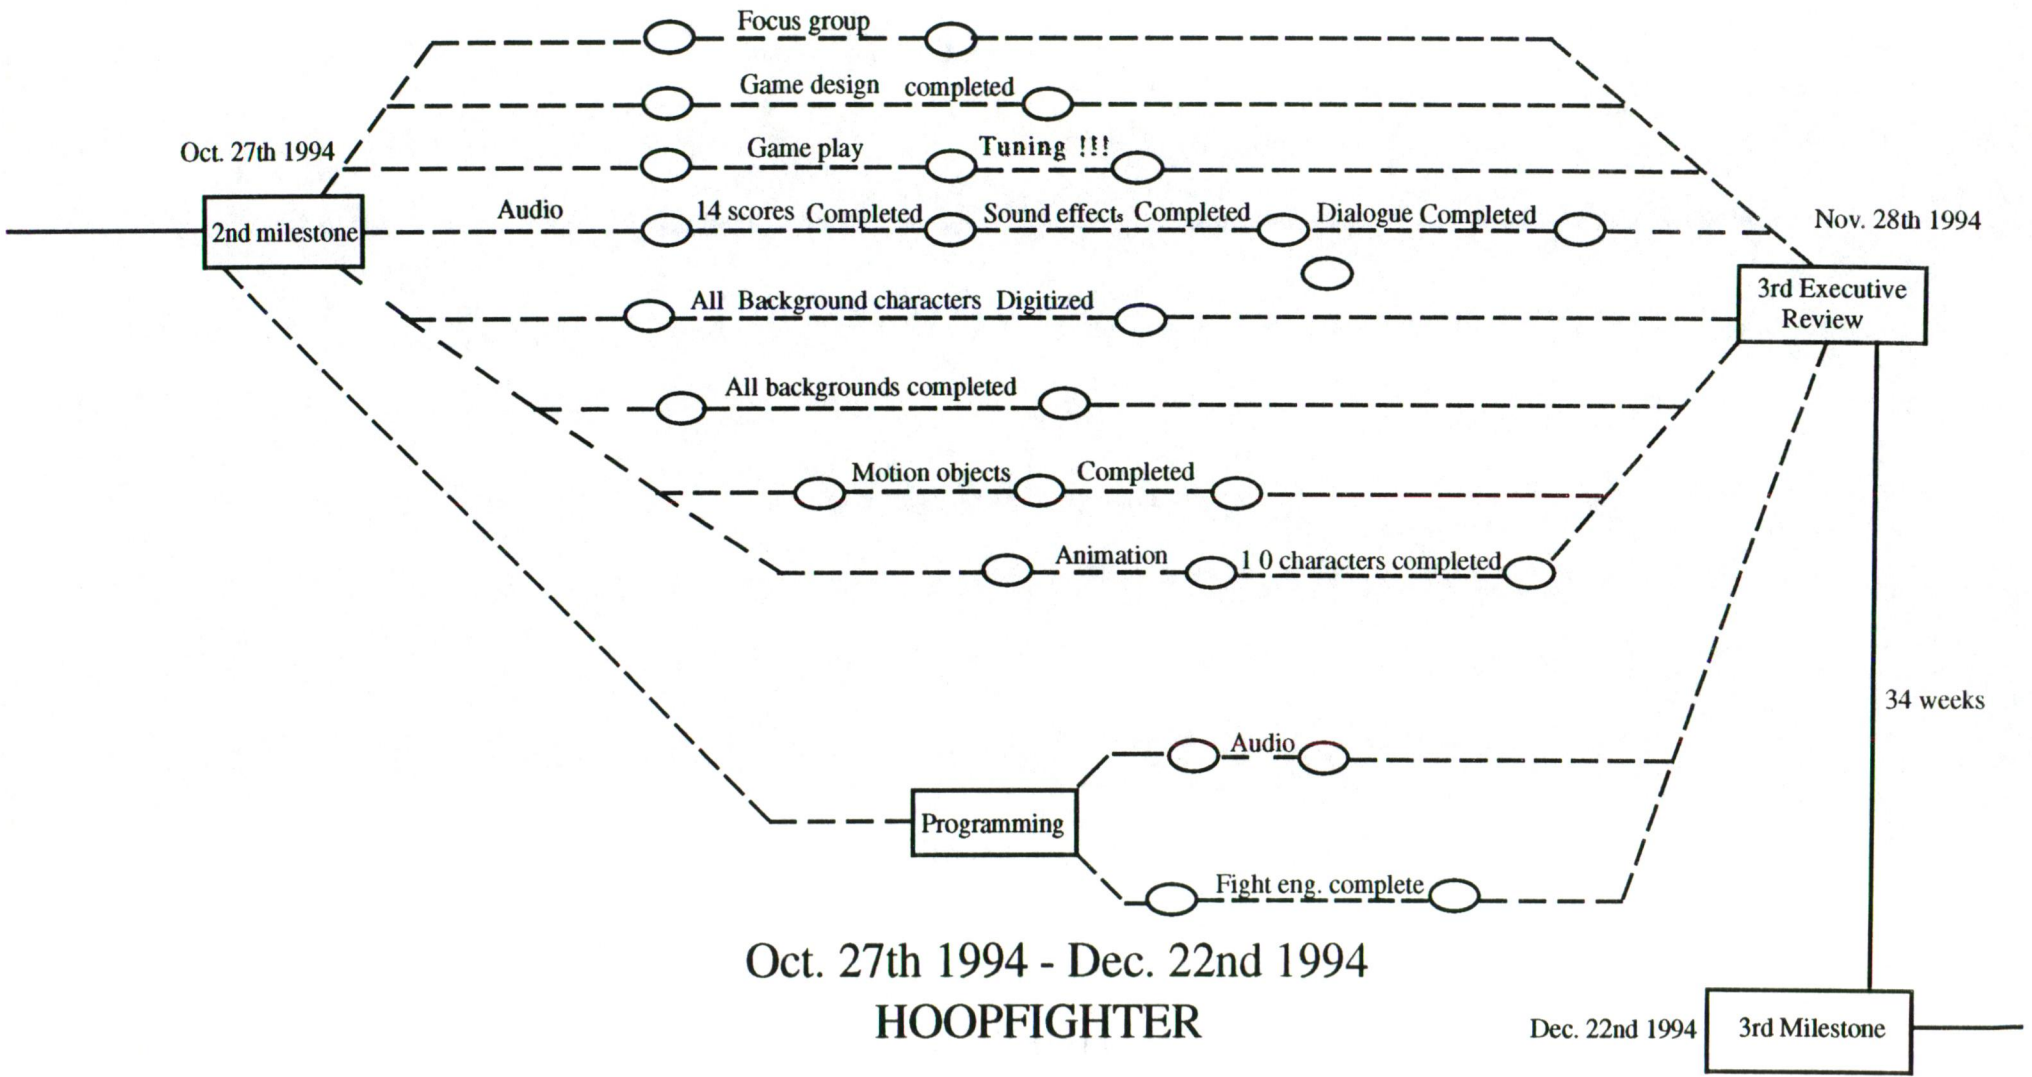 Focus group
Game design completed
Oct. 27th 1994
Game play Tuning !!!
2nd milestone
Audio 14 scores Completed Sound effects Completed Dialogue Completed
Nov. 28th 1994
3rd Executive
Review
All Background characters Digitized
All backgrounds completed
Motion objects Completed
Animation 1 0 characters completed
34 weeks
Audio
Programming
Fight eng. complete
Oct. 27th 1994 - Dec. 22nd 1994
HOOPFIGHTER
Dec. 22nd 1994 3rd Milestone